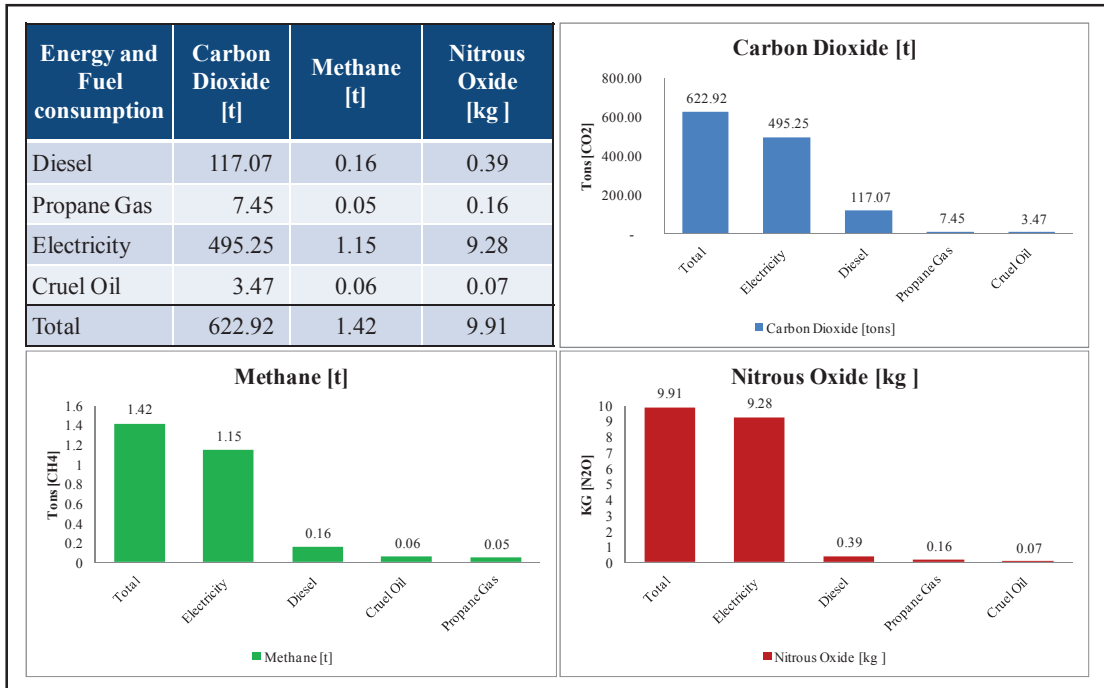 Energy and Fuel consumption Carbon Dioxide [t] Methane [t] Nitrous Oxide [kg ]
Diesel 117.07 0.16 0.39
Propane Gas 7.45 0.05 0.16
Electricity 495.25 1.15 9.28
Cruel Oil 3.47 0.06 0.07
Total 622.92 1.42 9.91
Carbon Dioxide [t]
Tons [CO2]
800.00
600.00
400.00
200.00
-
622.92
495.25
117.07
7.45
3.47
Total
Electricity
Diesel
Propane Gas
Cruel Oil
Carbon Dioxide [tons]
Methane [t]
Tons [CH4]
1.6
1.4
1.2
1
0.8
0.6
0.4
0.2
0
1.42
1.15
0.16
0.06
0.05
Total
Electricity
Diesel
Cruel Oil
Propane Gas
Methane [t]
Nitrous Oxide [kg ]
KG [N2O]
10
9
8
7
6
5
4
3
2
1
0
9.91
9.28
0.39
0.16
0.07
Total
Electricity
Diesel
Propane Gas
Cruel Oil
Nitrous Oxide [kg ]